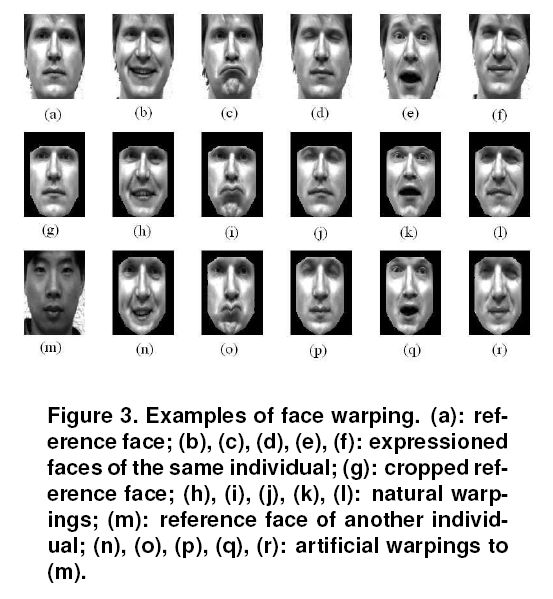 (a) (b) (c) (d) (e) (f)
(g) (h) (i) (j) (k) (l)
(m) (n) (o) (p) (q) (r)
Figure 3. Examples of face warping. (a): ref-
erence face; (b), (c), (d), (e), (f): expressioned
faces of the same individual; (g): cropped ref-
erence face; (h), (i), (j), (k), (l): natural warp-
ings; (m): reference face of another individ-
ual; (n), (o), (p), (q), (r): artificial warpings to
(m).